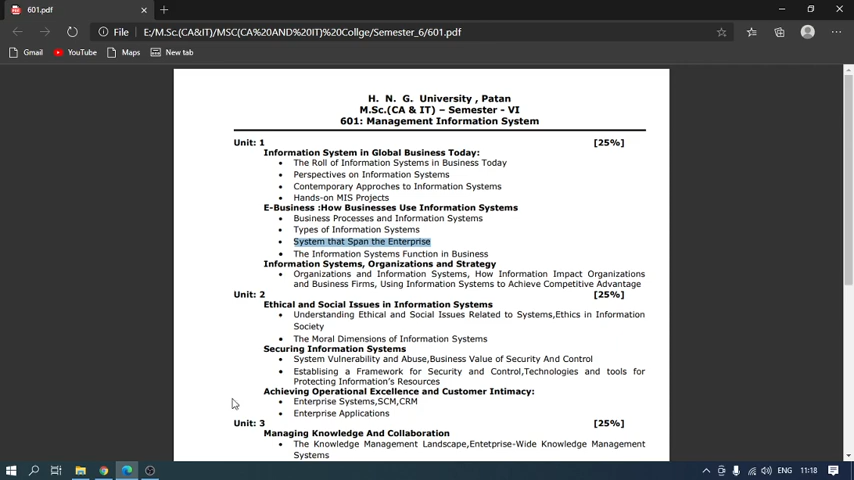 601.pdf
File E:/M.Sc.(CA&IT)/MSC(CA%20AND%20IT)%20Collge/Semester_6/601.pdf
Gmail YouTube Maps New tab
H. N. G. University , Patan
M.Sc.(CA & IT) – Semester - VI
601: Management Information System
Unit: 1 [25%]
Information System in Global Business Today:
• The Roll of Information Systems in Business Today
• Perspectives on Information Systems
• Contemporary Approches to Information Systems
• Hands-on MIS Projects
E-Business :How Businesses Use Information Systems
• Business Processes and Information Systems
• Types of Information Systems
• System that Span the Enterprise
• The Information Systems Function in Business
Information Systems, Organizations and Strategy
• Organizations and Information Systems, How Information Impact Organizations
and Business Firms, Using Information Systems to Achieve Competitive Advantage
Unit: 2 [25%]
Ethical and Social Issues in Information Systems
• Understanding Ethical and Social Issues Related to Systems,Ethics in Information
Society
• The Moral Dimensions of Information Systems
Securing Information Systems
• System Vulnerability and Abuse,Business Value of Security And Control
• Establising a Framework for Security and Control,Technologies and tools for
Protecting Information's Resources
Achieving Operational Excellence and Customer Intimacy:
• Enterprise Systems,SCM,CRM
• Enterprise Applications
Unit: 3 [25%]
Managing Knowledge And Collaboration
• The Knowledge Management Landscape,Entetprise-Wide Knowledge Management
Systems
ENG 11:18